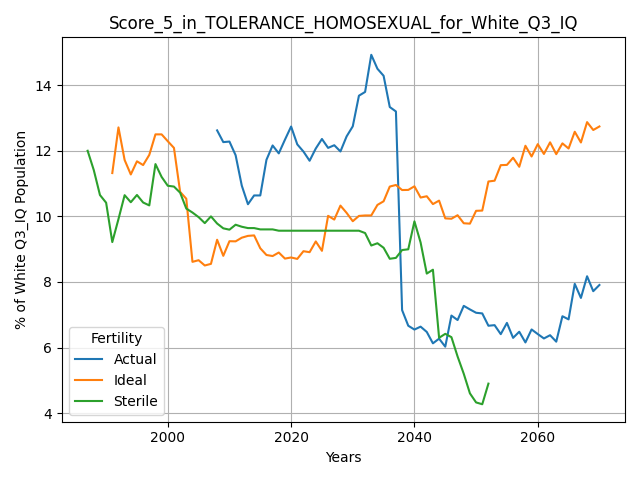 Score_5_in_TOLERANCE_HOMOSEXUAL_for_White_Q3_IQ
% of White Q3_IQ Population
14
12
10
8
6
4
Fertility
Actual
Ideal
Sterile
2000
2020
2040
2060
Years